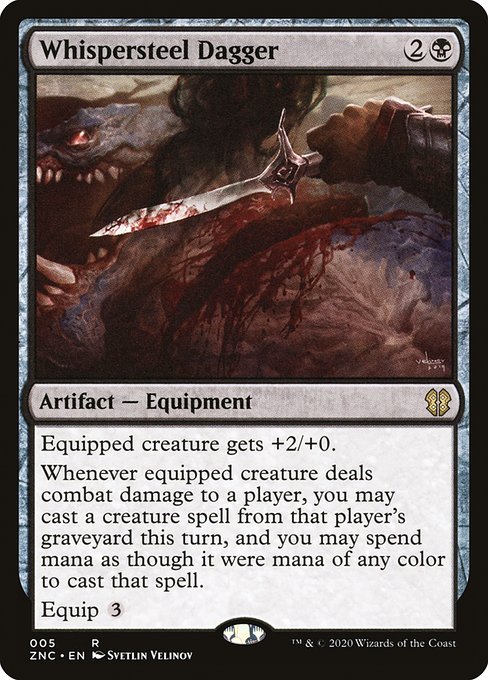 Whispersteel Dagger 2
Artifact — Equipment
Equipped creature gets +2/+0.
Whenever equipped creature deals
combat damage to a player, you may
cast a creature spell from that player's
graveyard this turn, and you may spend
mana as though it were mana of any color
to cast that spell.
Equip 3
005 R
ZNC • EN Svetlin Velinov
™ & © 2020 Wizards of the Coast